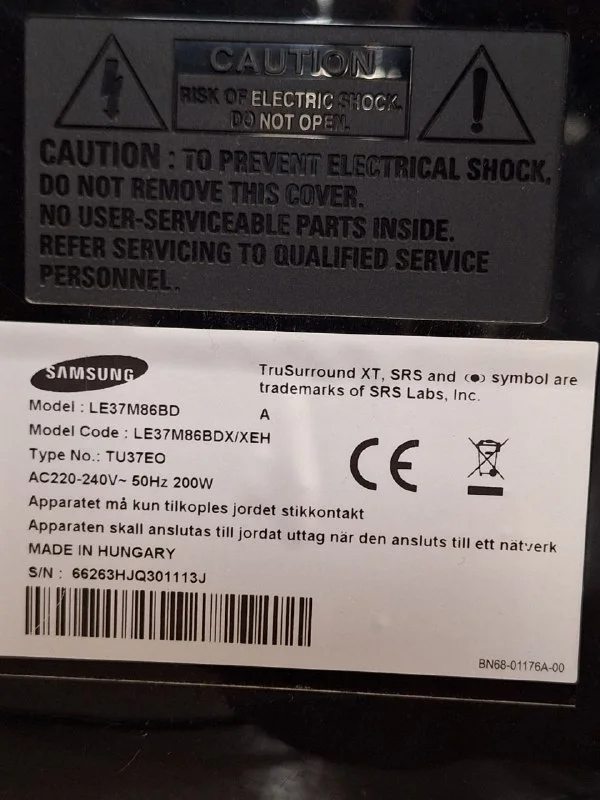 CAUTION
RISK OF ELECTRIC SHOCK.
DO NOT OPEN.
CAUTION : TO PREVENT ELECTRICAL SHOCK,
DO NOT REMOVE THIS COVER.
NO USER-SERVICEABLE PARTS INSIDE.
REFER SERVICING TO QUALIFIED SERVICE
PERSONNEL.
SAMSUNG
TruSurround XT, SRS and (●) symbol are
trademarks of SRS Labs, Inc.
Model : LE37M86BD A
Model Code : LE37M86BDX/XEH
Type No.: TU37EO
AC220-240V~ 50Hz 200W
CE
Apparatet må kun tilkoples jordet stikkontakt
Apparaten skall anslutas till jordat uttag när den ansluts till ett nätverk
MADE IN HUNGARY
S/N : 66263HJQ301113J
BN68-01176A-00